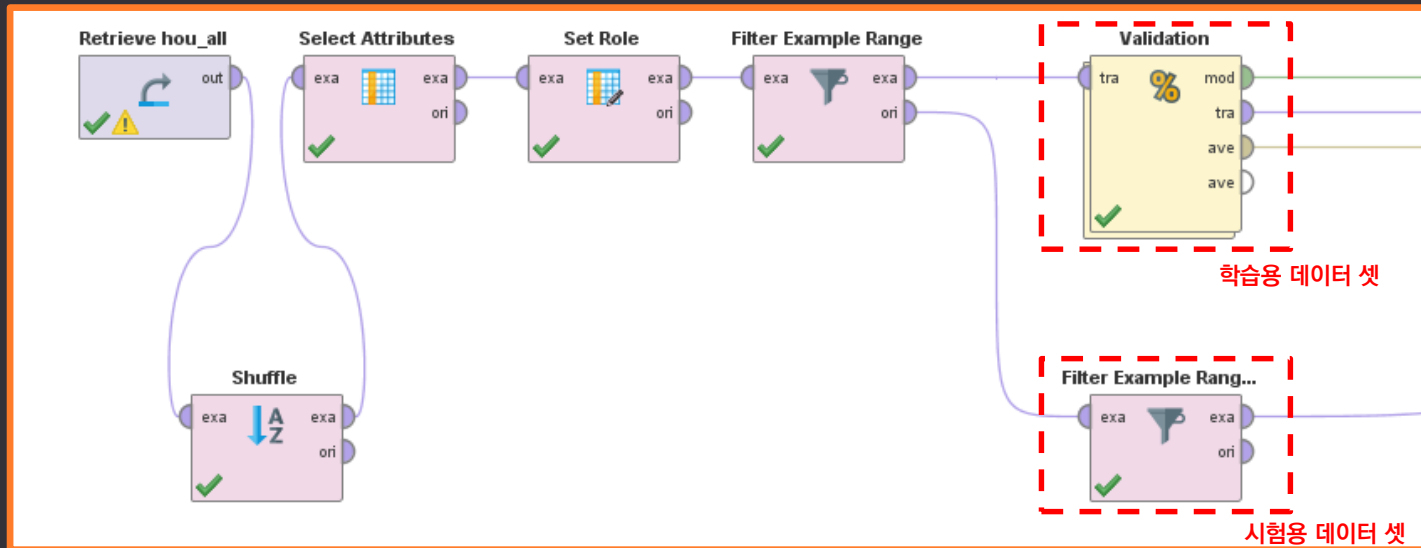 Retrieve hou_all
out
Select Attributes
exa exa
ori
Set Role
exa exa
ori
Filter Example Range
exa exa
ori
Validation
tra mod
tra
ave
ave
학습용 데이터 셋
Shuffle
exa exa
ori
A
Z
Filter Example Rang...
exa exa
ori
시험용 데이터 셋